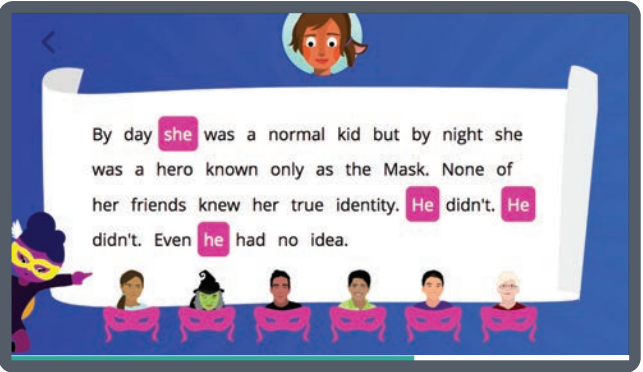 By day she was a normal kid but by night she
was a hero known only as the Mask. None of
her friends knew her true identity. He didn't. He
didn't. Even he had no idea.